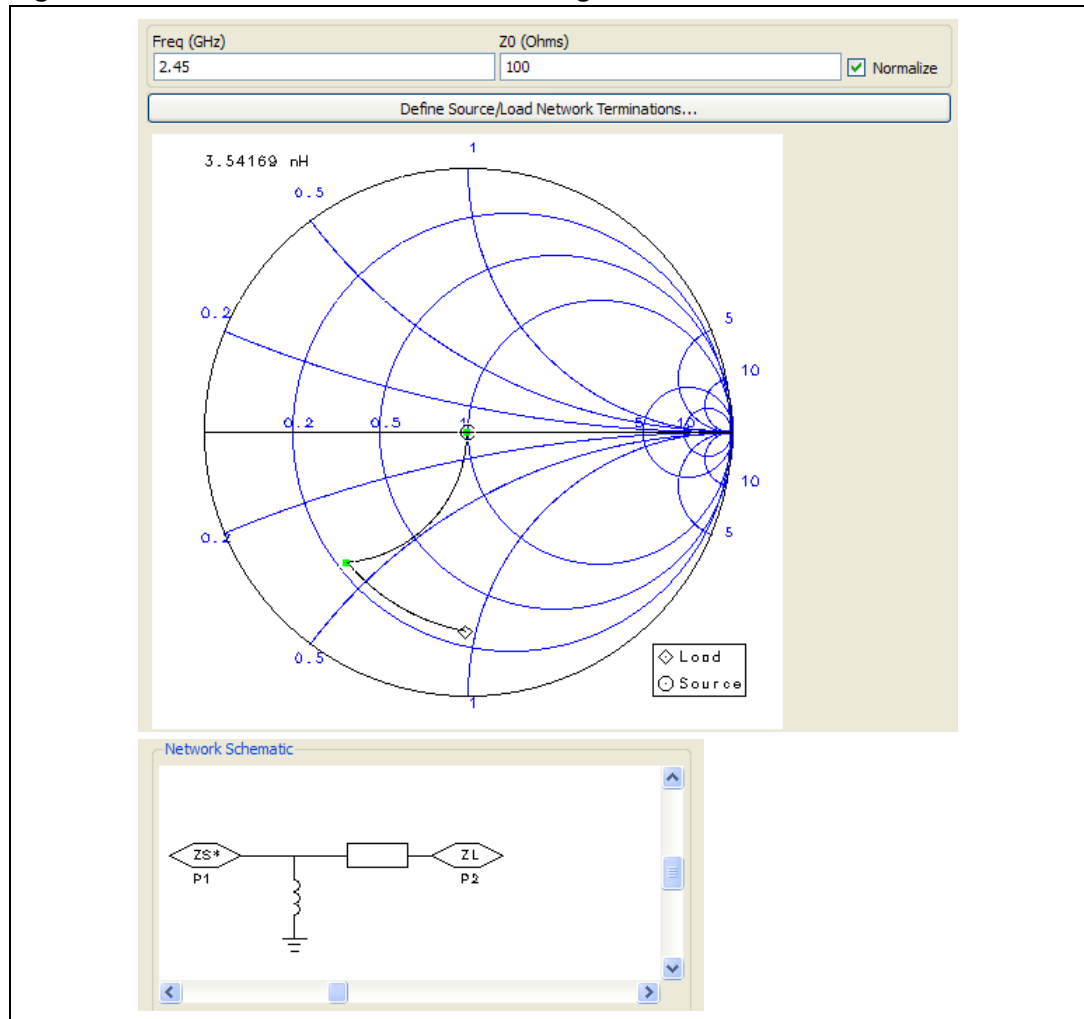 Freq (GHz) Z0 (Ohms)
2.45 100 Normalize
Define Source/Load Network Terminations...
3.54169 nH
1
0.5
0.2
5
10
0.2 0.5 1 5 10
10
5
0.2
0.5
1
Load
Source
Network Schematic
ZS* ZL
P1 P2